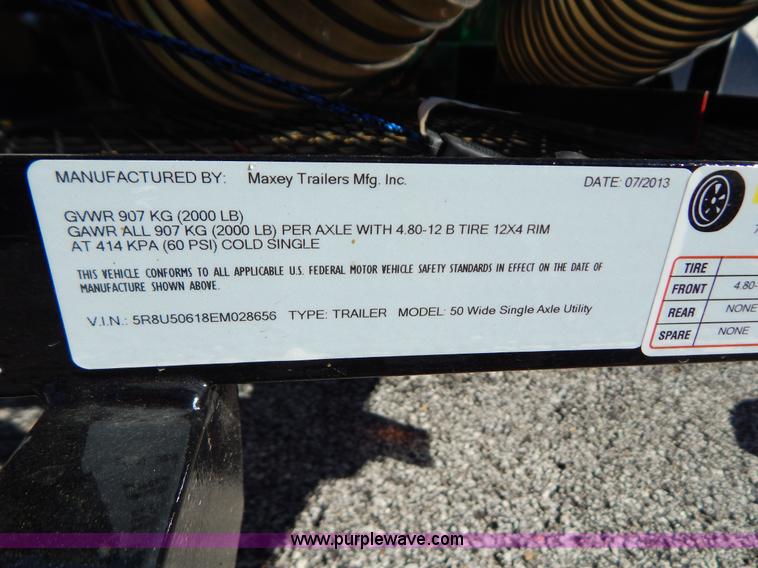 MANUFACTURED BY: Maxey Trailers Mfg. Inc. DATE: 07/2013
GVWR 907 KG (2000 LB)
GAWR ALL 907 KG (2000 LB) PER AXLE WITH 4.80-12 B TIRE 12X4 RIM
AT 414 KPA (60 PSI) COLD SINGLE
THIS VEHICLE CONFORMS TO ALL APPLICABLE U.S. FEDERAL MOTOR VEHICLE SAFETY STANDARDS IN EFFECT ON THE DATE OF
MANUFACTURE SHOWN ABOVE.
V.I.N.: 5R8U50618EM028656 TYPE: TRAILER MODEL: 50 Wide Single Axle Utility
TIRE
FRONT 4.80-
REAR NONE
SPARE NONE
www.purplewave.com